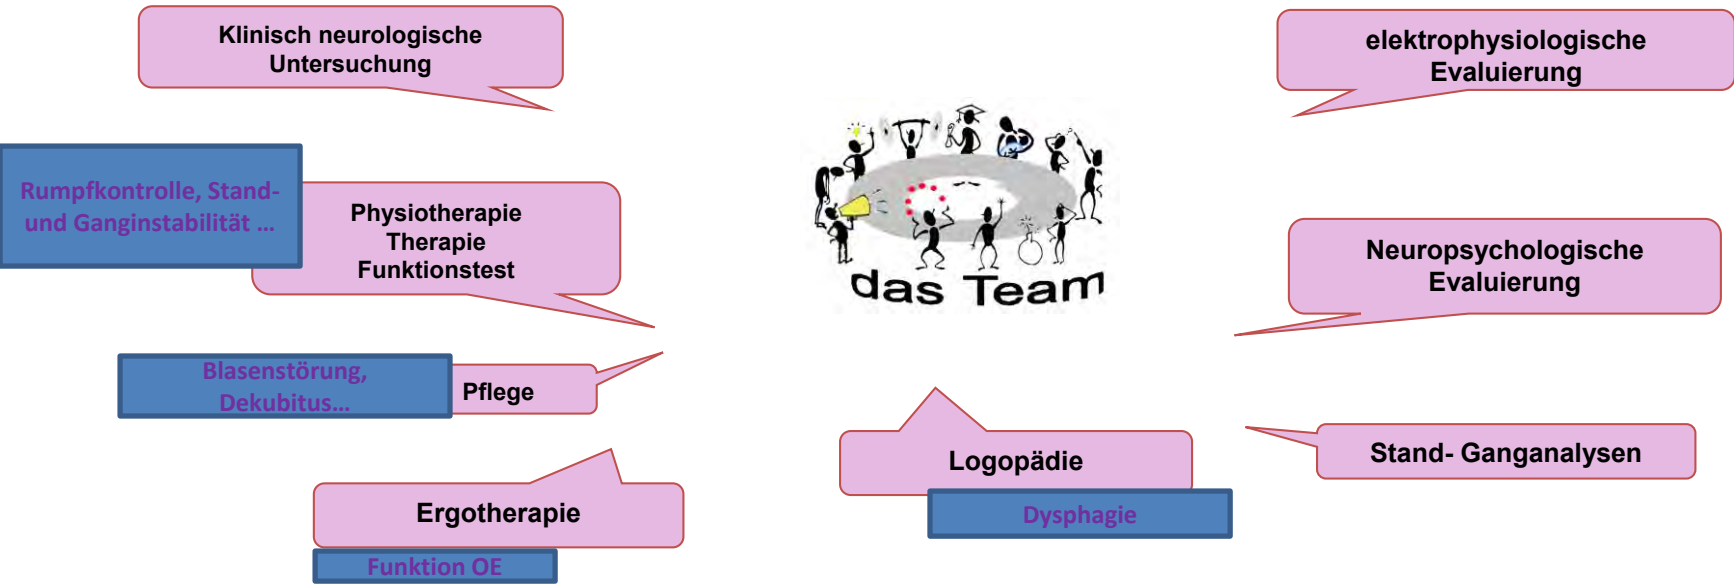 Klinisch neurologische
Untersuchung
elektrophysiologische
Evaluierung
Rumpfkontrolle, Stand-
und Ganginstabilität ...
Physiotherapie
Therapie
Funktionstest
das Team
Neuropsychologische
Evaluierung
Blasenstörung,
Dekubitus...
Pflege
Logopädie
Dysphagie
Stand- Ganganalysen
Ergotherapie
Funktion OE